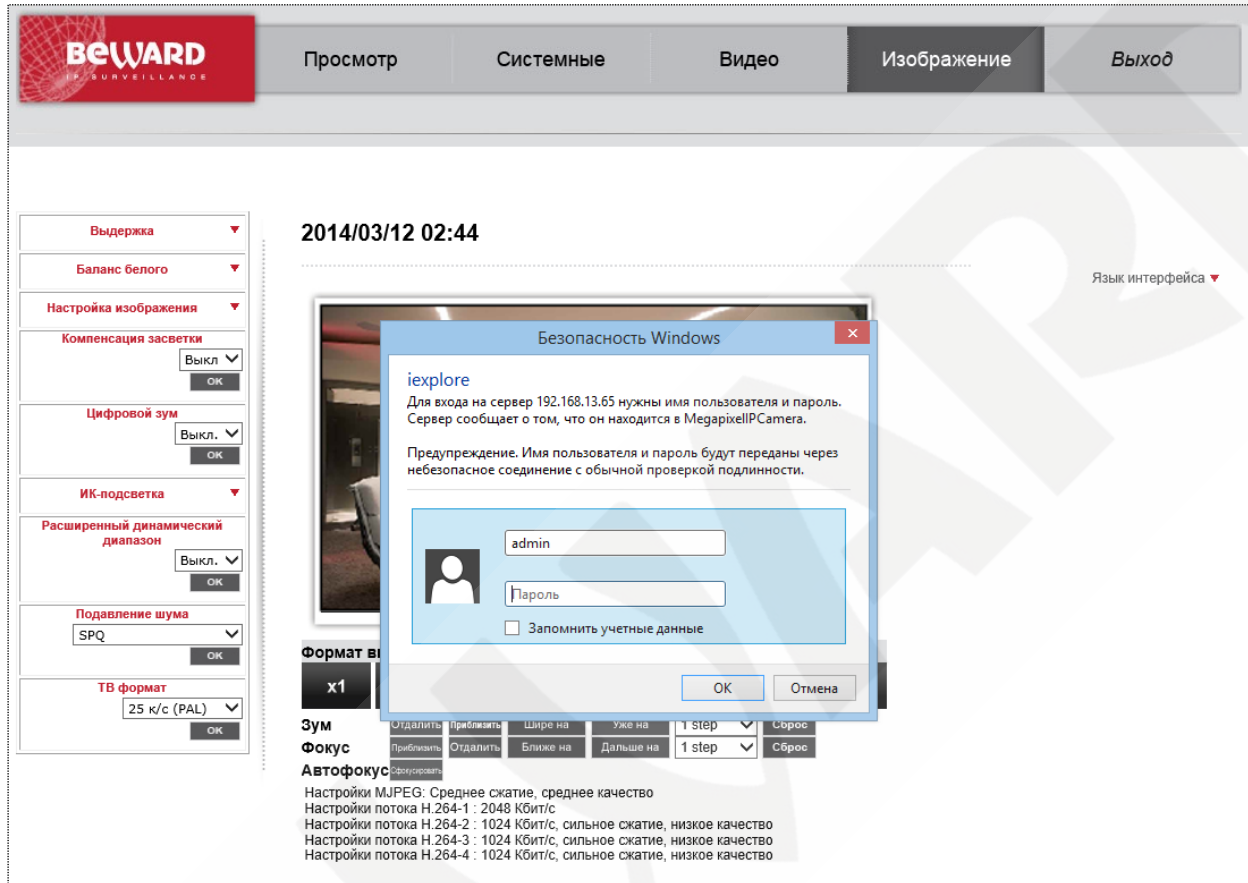 BEWARD
IP SURVEILLANCE
Просмотр
Системные
Видео
Изображение
Выход
Выдержка
Баланс белого
Настройка изображения
Компенсация засветки
Выкл
ОК
Цифровой зум
Выкл.
ОК
ИК-подсветка
Расширенный динамический
диапазон
Выкл.
ОК
Подавление шума
SPQ
ОК
ТВ формат
25 к/с (PAL)
ОК
2014/03/12 02:44
Язык интерфейса
Безопасность Windows
iexplore
Для входа на сервер 192.168.13.65 нужны имя пользователя и пароль.
Сервер сообщает о том, что он находится в MegapixelIPCamera.
Предупреждение. Имя пользователя и пароль будут переданы через
небезопасное соединение с обычной проверкой подлинности.
admin
Пароль
Запомнить учетные данные
ОК Отмена
Формат
x1
Зум Отдалить Приблизить Шире на Уже на 1 step Сброс
Фокус Приблизить Отдалить Ближе на Дальше на 1 step Сброс
Автофокус Сфокусировать
Настройки MJPEG: Среднее сжатие, среднее качество
Настройки потока H.264-1 : 2048 Кбит/с
Настройки потока H.264-2 : 1024 Кбит/с, сильное сжатие, низкое качество
Настройки потока H.264-3 : 1024 Кбит/с, сильное сжатие, низкое качество
Настройки потока H.264-4 : 1024 Кбит/с, сильное сжатие, низкое качество